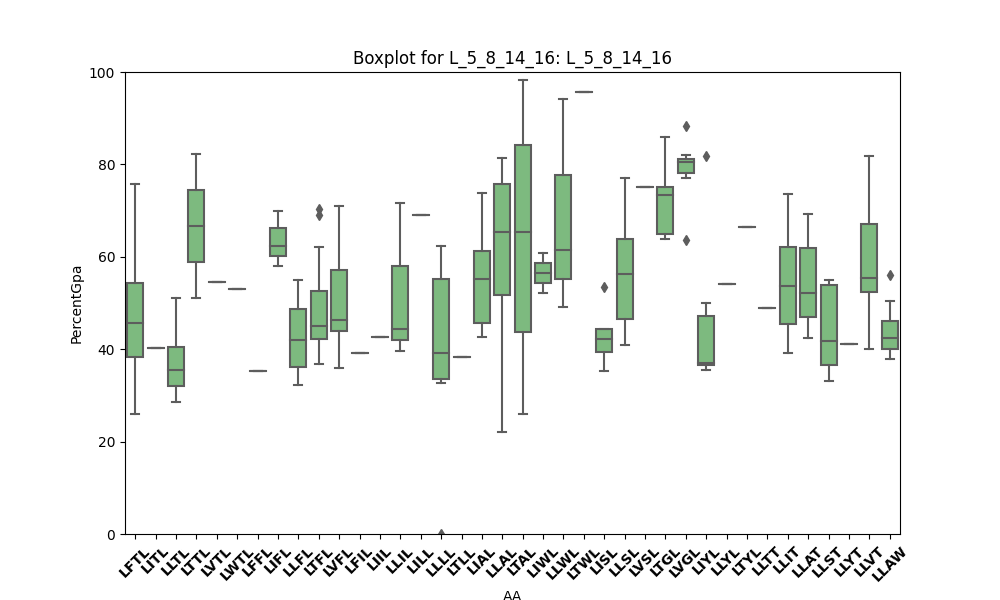 Boxplot for L_5_8_14_16: L_5_8_14_16
100
80
60
40
20
0
PercentGpa
LFTL LITL LLTL LTTL LVTL LWTL LFFL LIFL LLFL LTFL LVFL LFIL LIIL LLIL LILL LLLL LTLL LIAL LLAL LTAL LIWL LLWL LTWL LISL LLSL LVSL LTGL LVGL LIYL LLYL LTYL LLTT LLIT LLAT LLST LLYT LLVT LLAW
AA